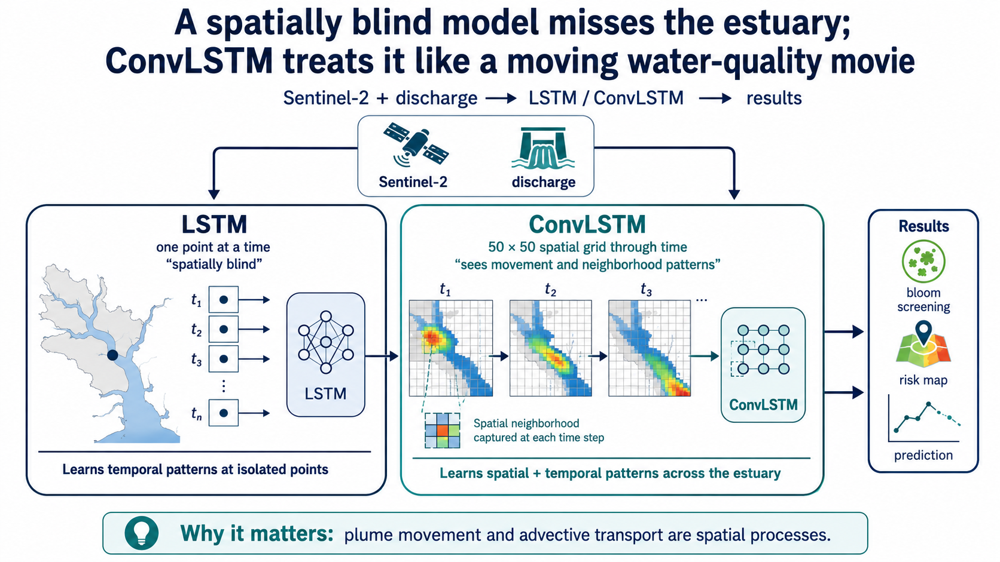 A spatially blind model misses the estuary;
ConvLSTM treats it like a moving water-quality movie
Sentinel-2 + discharge → LSTM / ConvLSTM → results
Sentinel-2
discharge
LSTM
one point at a time
“spatially blind”
t1
t2
t3
⋮
tn
LSTM
Learns temporal patterns at isolated points
ConvLSTM
50 × 50 spatial grid through time
“sees movement and neighborhood patterns”
t1
t2
t3
...
Spatial neighborhood
captured at each time step
ConvLSTM
Learns spatial + temporal patterns across the estuary
Results
bloom
screening
risk map
prediction
Why it matters: plume movement and advective transport are spatial processes.